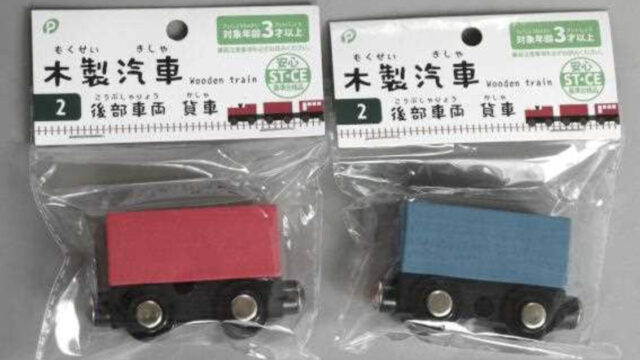 対象年齢3才以上
もくせい きしゃ
木製汽車 Wooden train
安心
ST·CE
2
こうぶしゃりょう かしゃ
後部車両 貨車
対象年齢3才以上
もくせい きしゃ
木製汽車 Wooden train
安心
ST·CE
2
こうぶしゃりょう かしゃ
後部車両 貨車